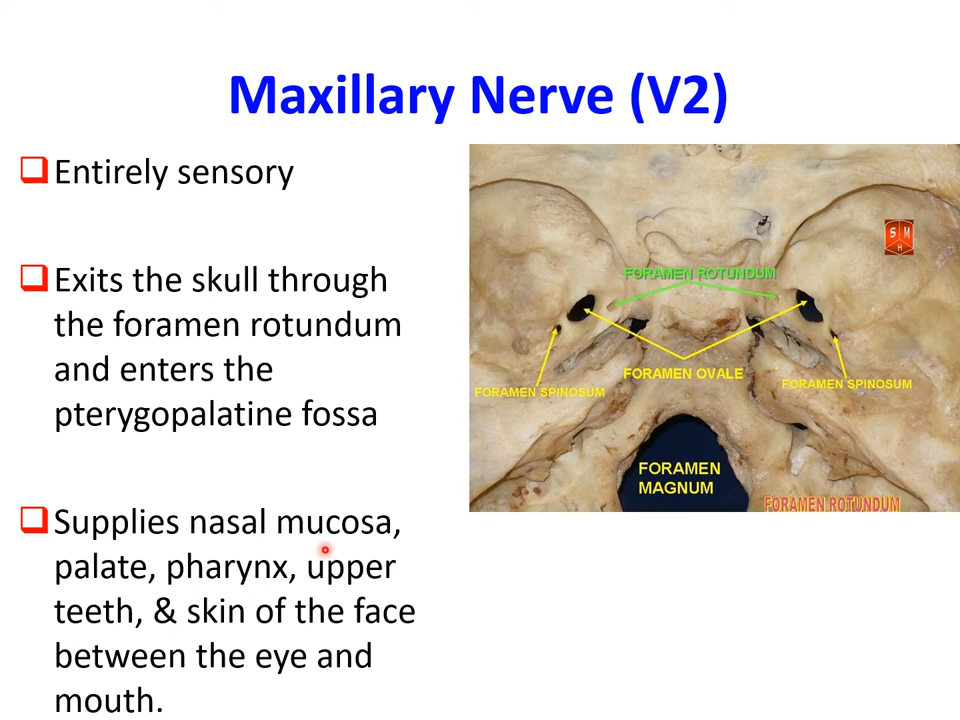 Maxillary Nerve (V2)
Entirely sensory
Exits the skull through
the foramen rotundum
and enters the
pterygopalatine fossa
Supplies nasal mucosa,
palate, pharynx, upper
teeth, & skin of the face
between the eye and
mouth.
S M
H
FORAMEN ROTUNDUM
FORAMEN OVALE
FORAMEN SPINOSUM
FORAMEN SPINOSUM
FORAMEN
MAGNUM
FORAMEN ROTUNDUM